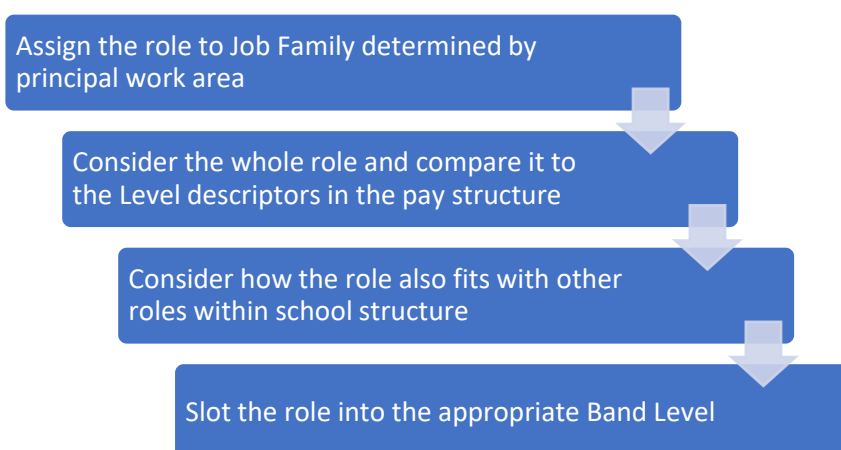 Assign the role to Job Family determined by
principal work area
Consider the whole role and compare it to
the Level descriptors in the pay structure
Consider how the role also fits with other
roles within school structure
Slot the role into the appropriate Band Level